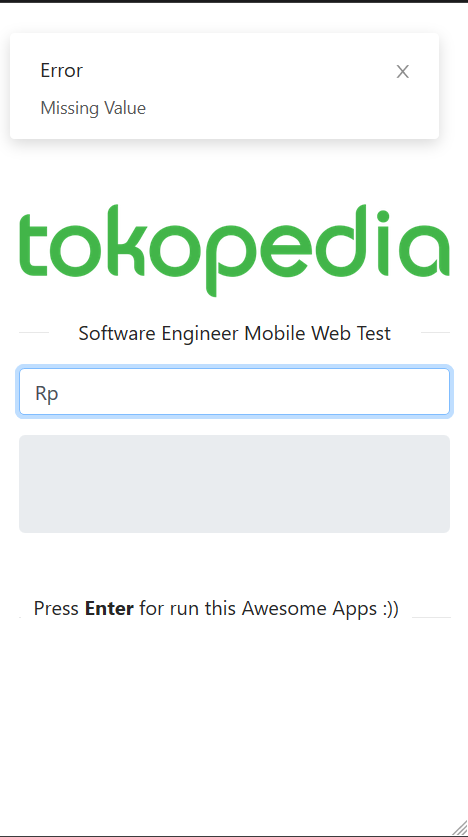 Error
Missing Value
tokopedia
Software Engineer Mobile Web Test
Rp
Press Enter for run this Awesome Apps :))